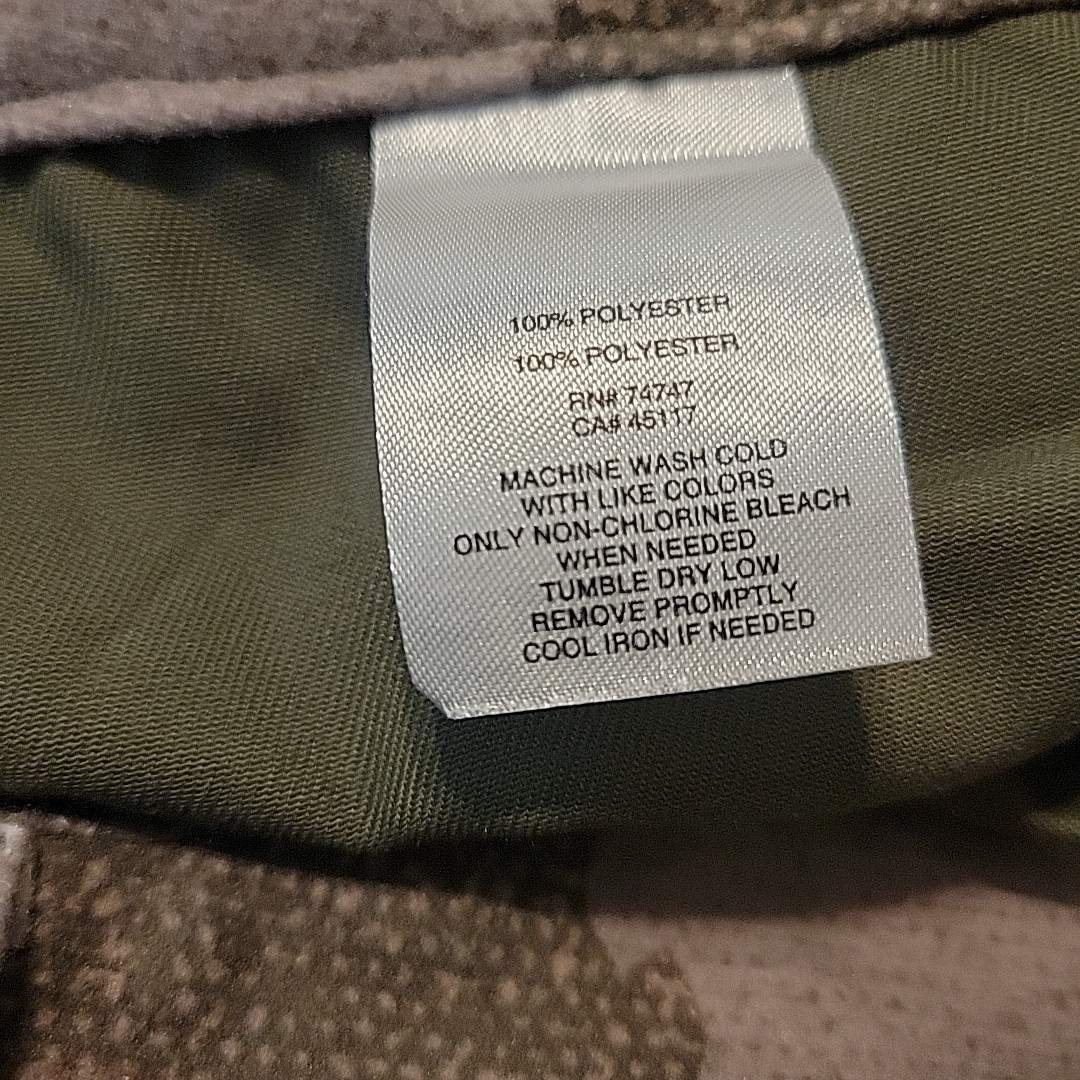 100% POLYESTER
100% POLYESTER
RN# 74747
CA# 45117
MACHINE WASH COLD
WITH LIKE COLORS
ONLY NON-CHLORINE BLEACH
WHEN NEEDED
TUMBLE DRY LOW
REMOVE PROMPTLY
COOL IRON IF NEEDED